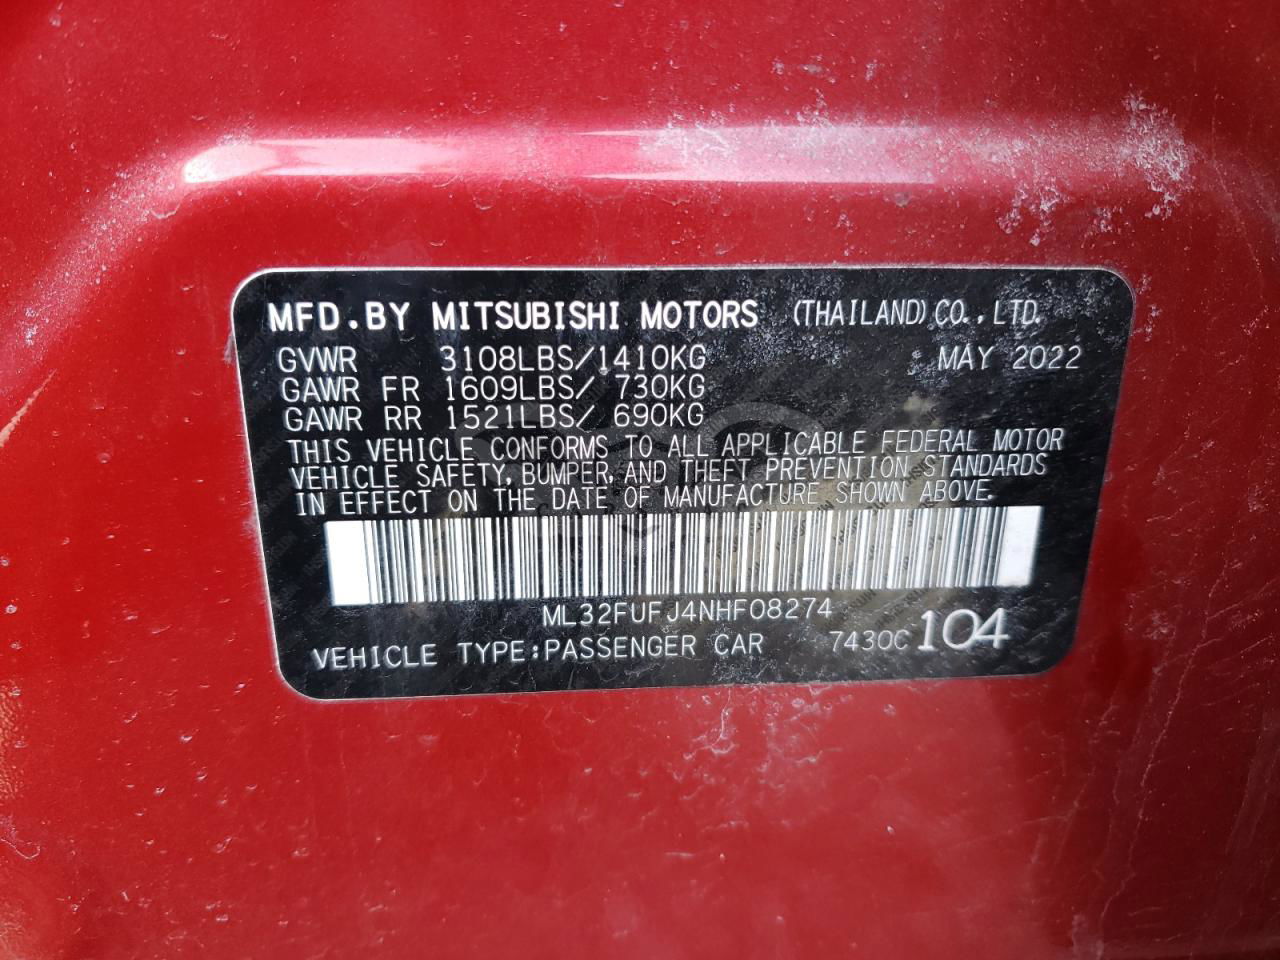 MFD.BY MITSUBISHI MOTORS (THAILAND) CO., LTD.
GVWR 3108LBS/1410KG MAY 2022
GAWR FR 1609LBS/ 730KG
GAWR RR 1521LBS/ 690KG
THIS VEHICLE CONFORMS TO ALL APPLICABLE FEDERAL MOTOR
VEHICLE SAFETY, BUMPER, AND THEFT PREVENTION STANDARDS
IN EFFECT ON THE DATE OF MANUFACTURE SHOWN ABOVE.
ML32FUFJ4NHF08274
VEHICLE TYPE:PASSENGER CAR 7430C 104